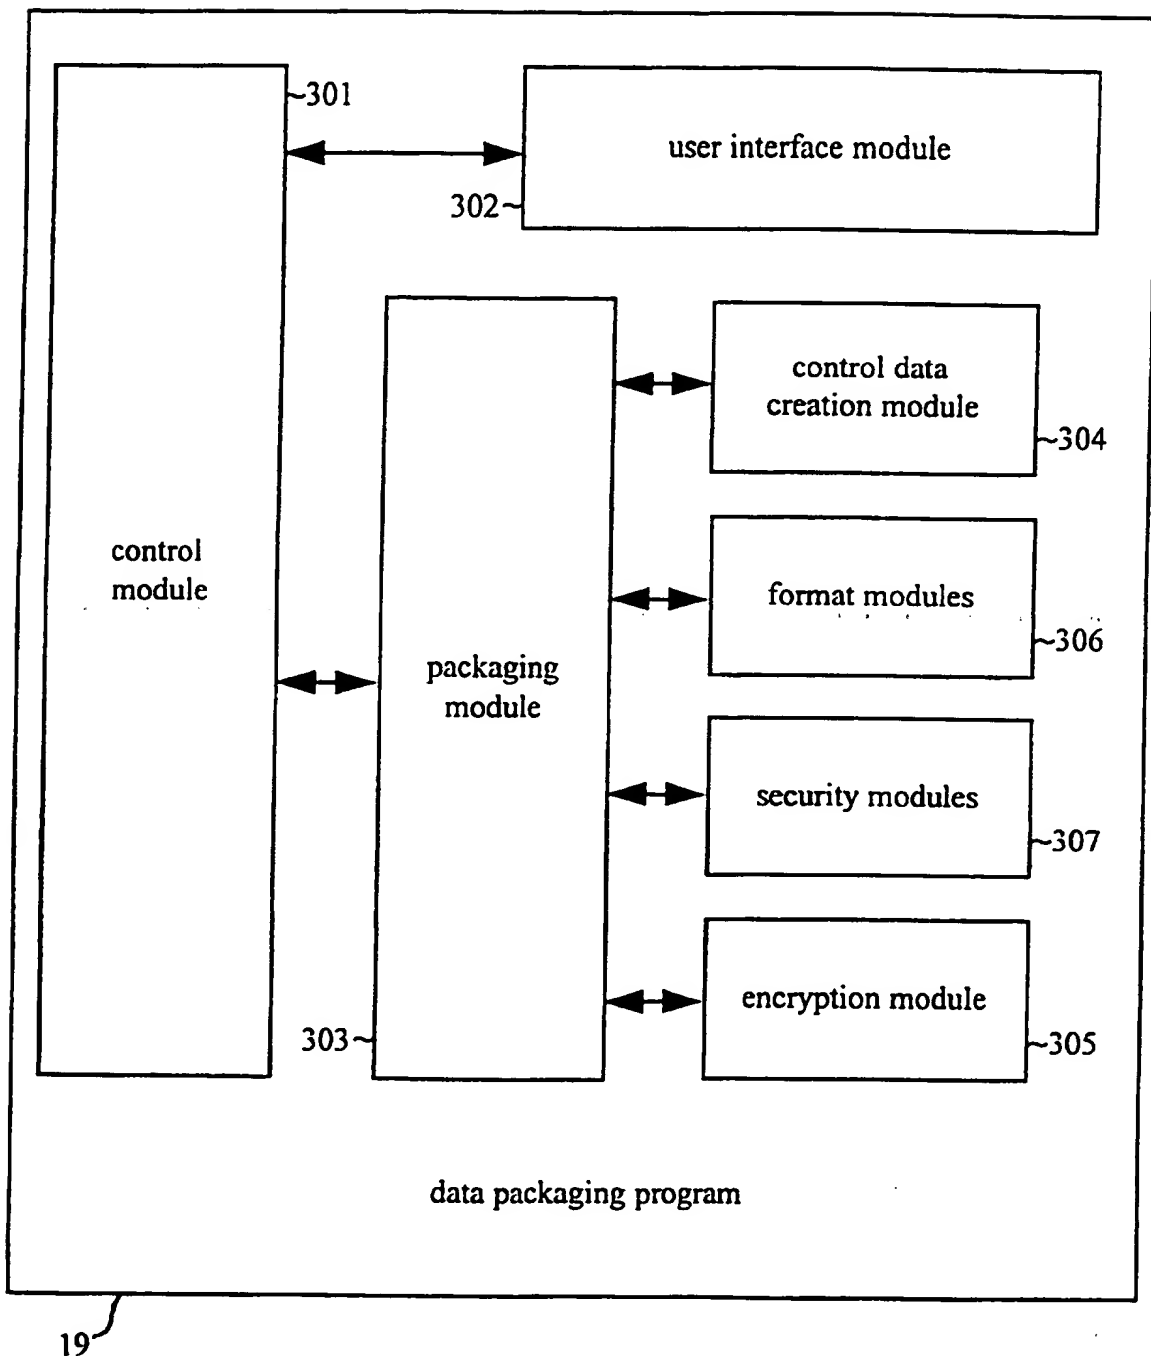 301
user interface module
302
control data
creation module
304
control
module
format modules
306
packaging
module
security modules
307
encryption module
303
305
data packaging program
19